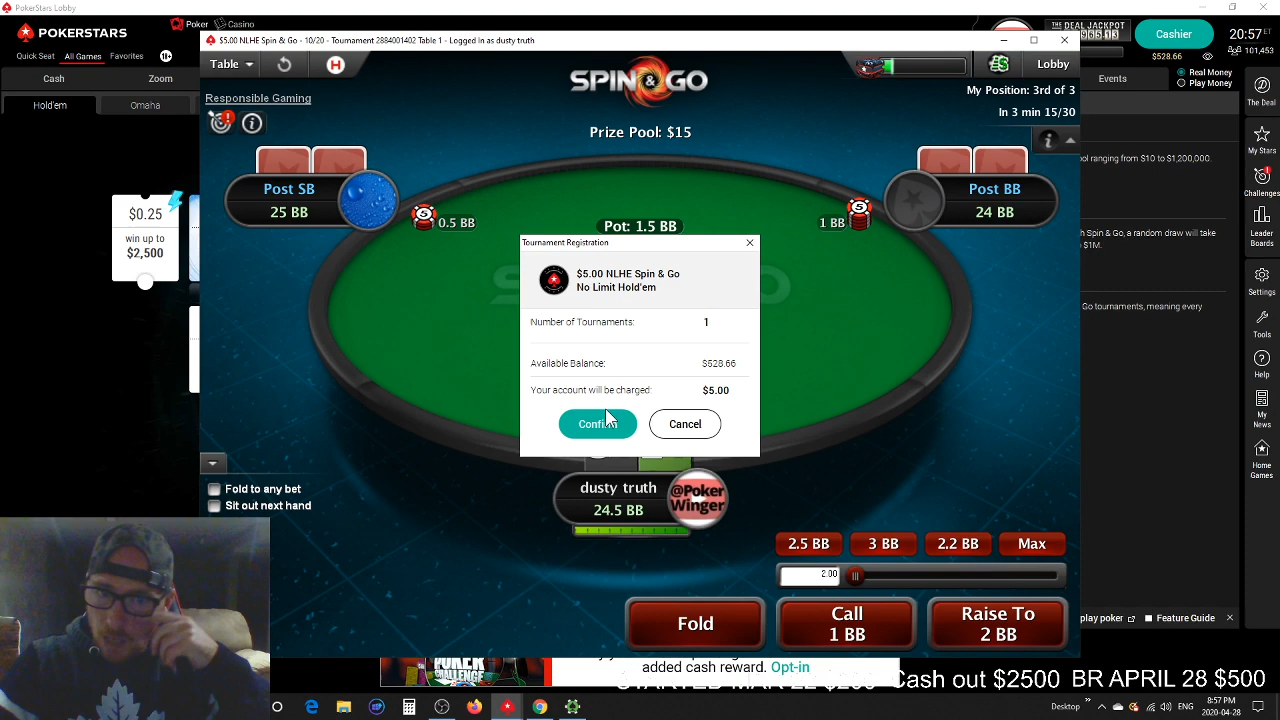 PokerStars Lobby
POKERSTARS
Poker
Casino
THE DEAL JACKPOT
Cashier
20:57 ET
$528.66
101,453
Quick Seat
All Games
Favorites
Cash
Zoom
Hold'em
Omaha
Events
Real Money
Play Money
$5.00 NLHE Spin & Go - 10/20 - Tournament 2884001402 Table 1 - Logged In as dusty truth
Table
H
SPIN & GO
Lobby
Responsible Gaming
My Position: 3rd of 3
In 3 min 15/30
Prize Pool: $15
Post SB
25 BB
0.5 BB
Pot: 1.5 BB
1 BB
Post BB
24 BB
$0.25
win up to
$2,500
ool ranging from $10 to $1,200,000.
Spin & Go, a random draw will take
$1M.
Go tournaments, meaning every
Tournament Registration
$5.00 NLHE Spin & Go
No Limit Hold'em
Number of Tournaments:
1
Available Balance:
$528.66
Your account will be charged:
$5.00
Cancel
The Deal
My Stars
Challenges
Leader
Boards
Settings
Tools
Help
My
News
Home
Games
Fold to any bet
Sit out next hand
dusty truth
24.5 BB
@Poker
Winger
2.5 BB
3 BB
2.2 BB
Max
2.00
Fold
Call
1 BB
Raise To
2 BB
play poker
Feature Guide
POKER
CHALLENGE
added cash reward. Opt-in
Cash out $2500
BR APRIL 28 $500
Desktop
ENG
8:57 PM
2020-04-28